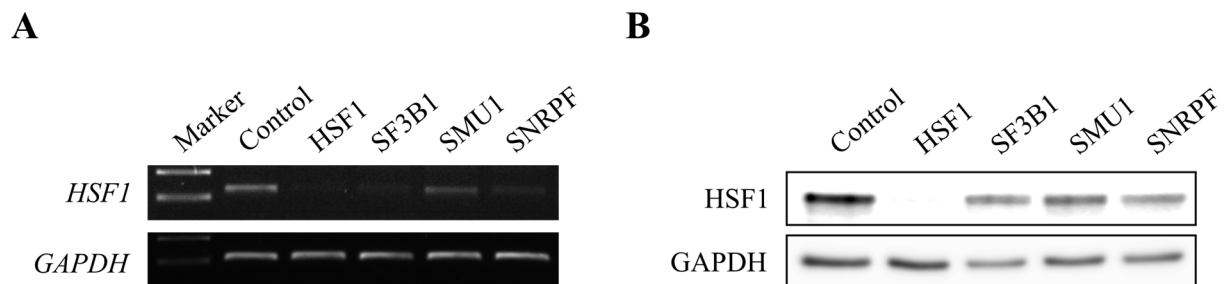 A
Marker Control HSF1 SF3B1 SMU1 SNRPF
HSF1
GAPDH
B
Control HSF1 SF3B1 SMU1 SNRPF
HSF1
GAPDH